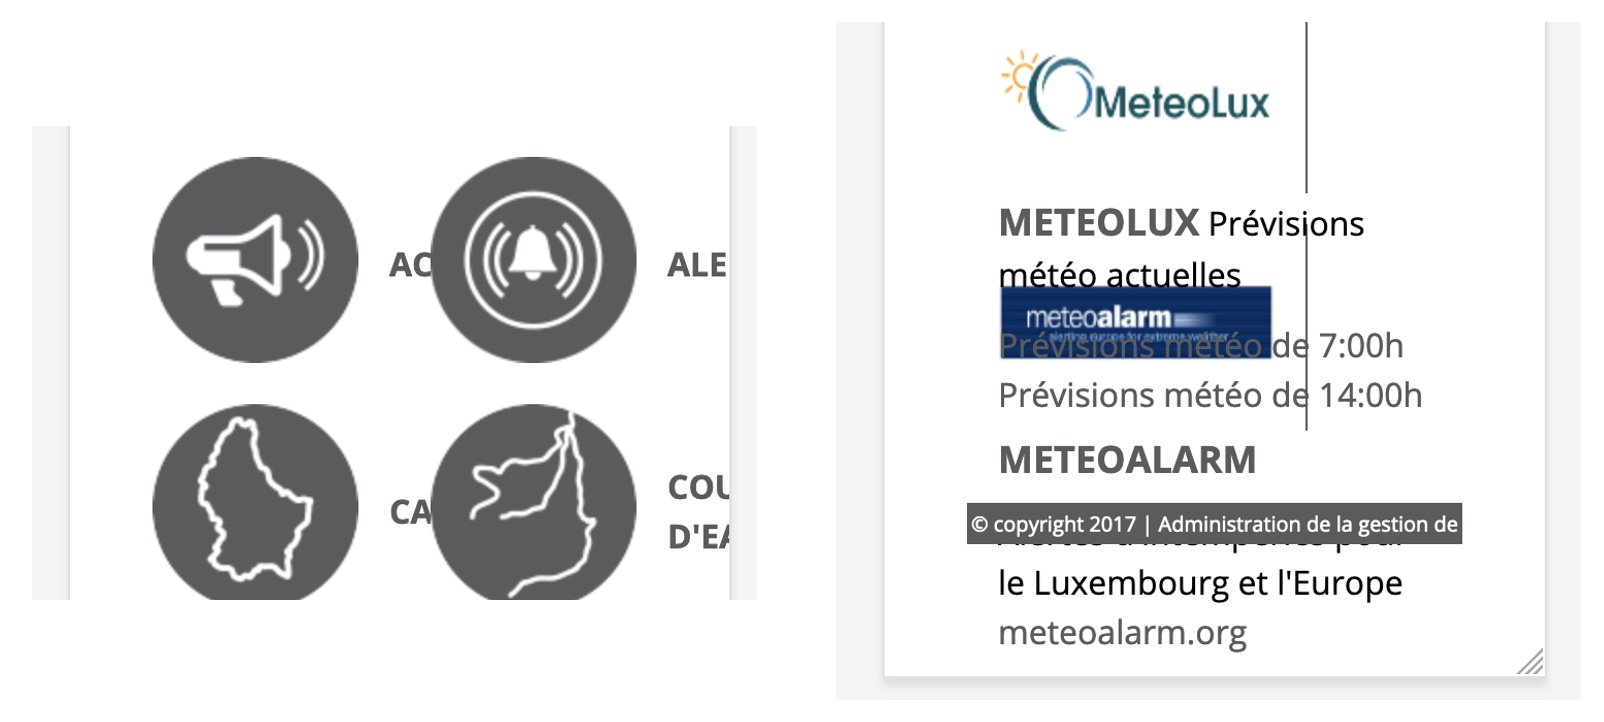 AC
ALE
CA
COU
D'EA
MeteoLux
METEOLUX Prévisions
météo actuelles
meteoalarm
alerting europe for extreme weather
Prévisions météo de 7:00h
Prévisions météo de 14:00h
METEOALARM
© copyright 2017 | Administration de la gestion de
le Luxembourg et l'Europe
meteoalarm.org